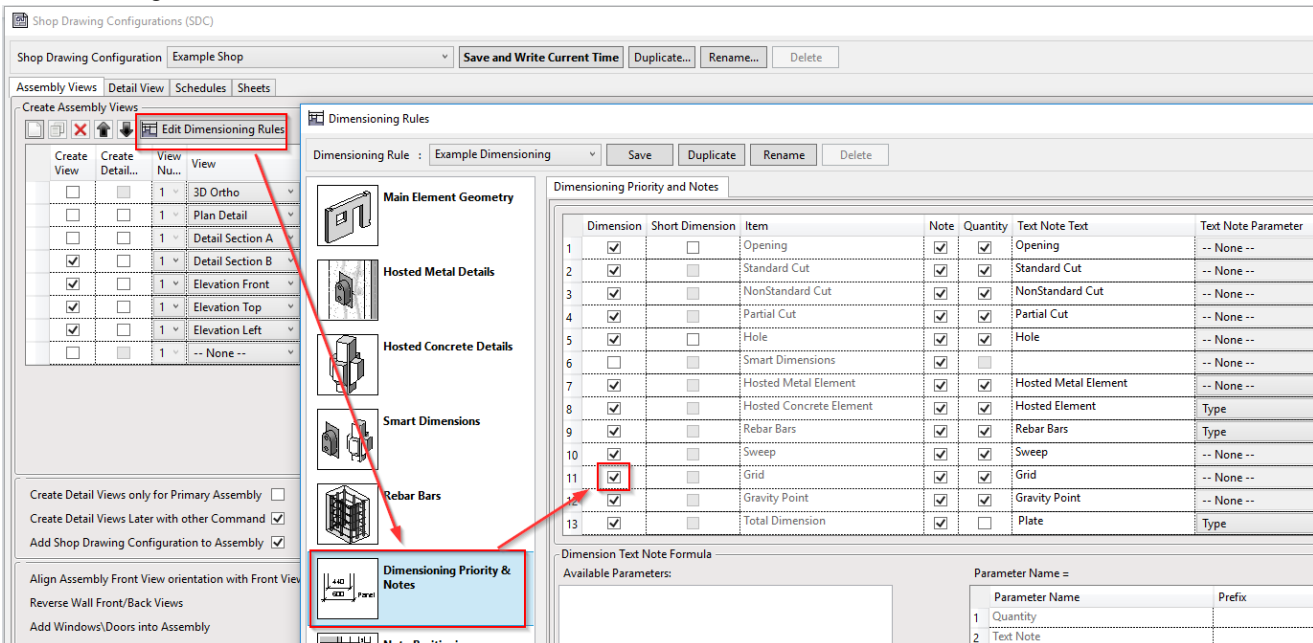 Shop Drawing Configurations (SDC)
Shop Drawing Configuration Example Shop Save and Write Current Time Duplicate... Rename... Delete
Assembly Views Detail View Schedules Sheets
Create Assembly Views
Edit Dimensioning Rules
Create View Create Detail... View Nu... View
1 3D Ortho
1 Plan Detail
1 Detail Section A
1 Detail Section B
1 Elevation Front
1 Elevation Top
1 Elevation Left
1 -- None --
Create Detail Views only for Primary Assembly
Create Detail Views Later with other Command
Add Shop Drawing Configuration to Assembly
Align Assembly Front View orientation with Front View
Reverse Wall Front/Back Views
Add Windows\Doors into Assembly
Dimensioning Rules
Dimensioning Rule : Example Dimensioning Save Duplicate Rename Delete
Main Element Geometry
Hosted Metal Details
Hosted Concrete Details
Smart Dimensions
Rebar Bars
440
600 Panel
Dimensioning Priority & Notes
Dimensioning Priority and Notes
Dimension Short Dimension Item Note Quantity Text Note Text Text Note Parameter
1 Opening Opening -- None --
2 Standard Cut Standard Cut -- None --
3 NonStandard Cut NonStandard Cut -- None --
4 Partial Cut Partial Cut -- None --
5 Hole Hole -- None --
6 Smart Dimensions
7 Hosted Metal Element Hosted Metal Element -- None --
8 Hosted Concrete Element Hosted Element Type
9 Rebar Bars Rebar Bars Type
10 Sweep Sweep -- None --
11 Grid Grid -- None --
12 Gravity Point Gravity Point -- None --
13 Total Dimension Plate Type
Dimension Text Note Formula
Available Parameters: Parameter Name =
Parameter Name Prefix
1 Quantity
2 Text Note